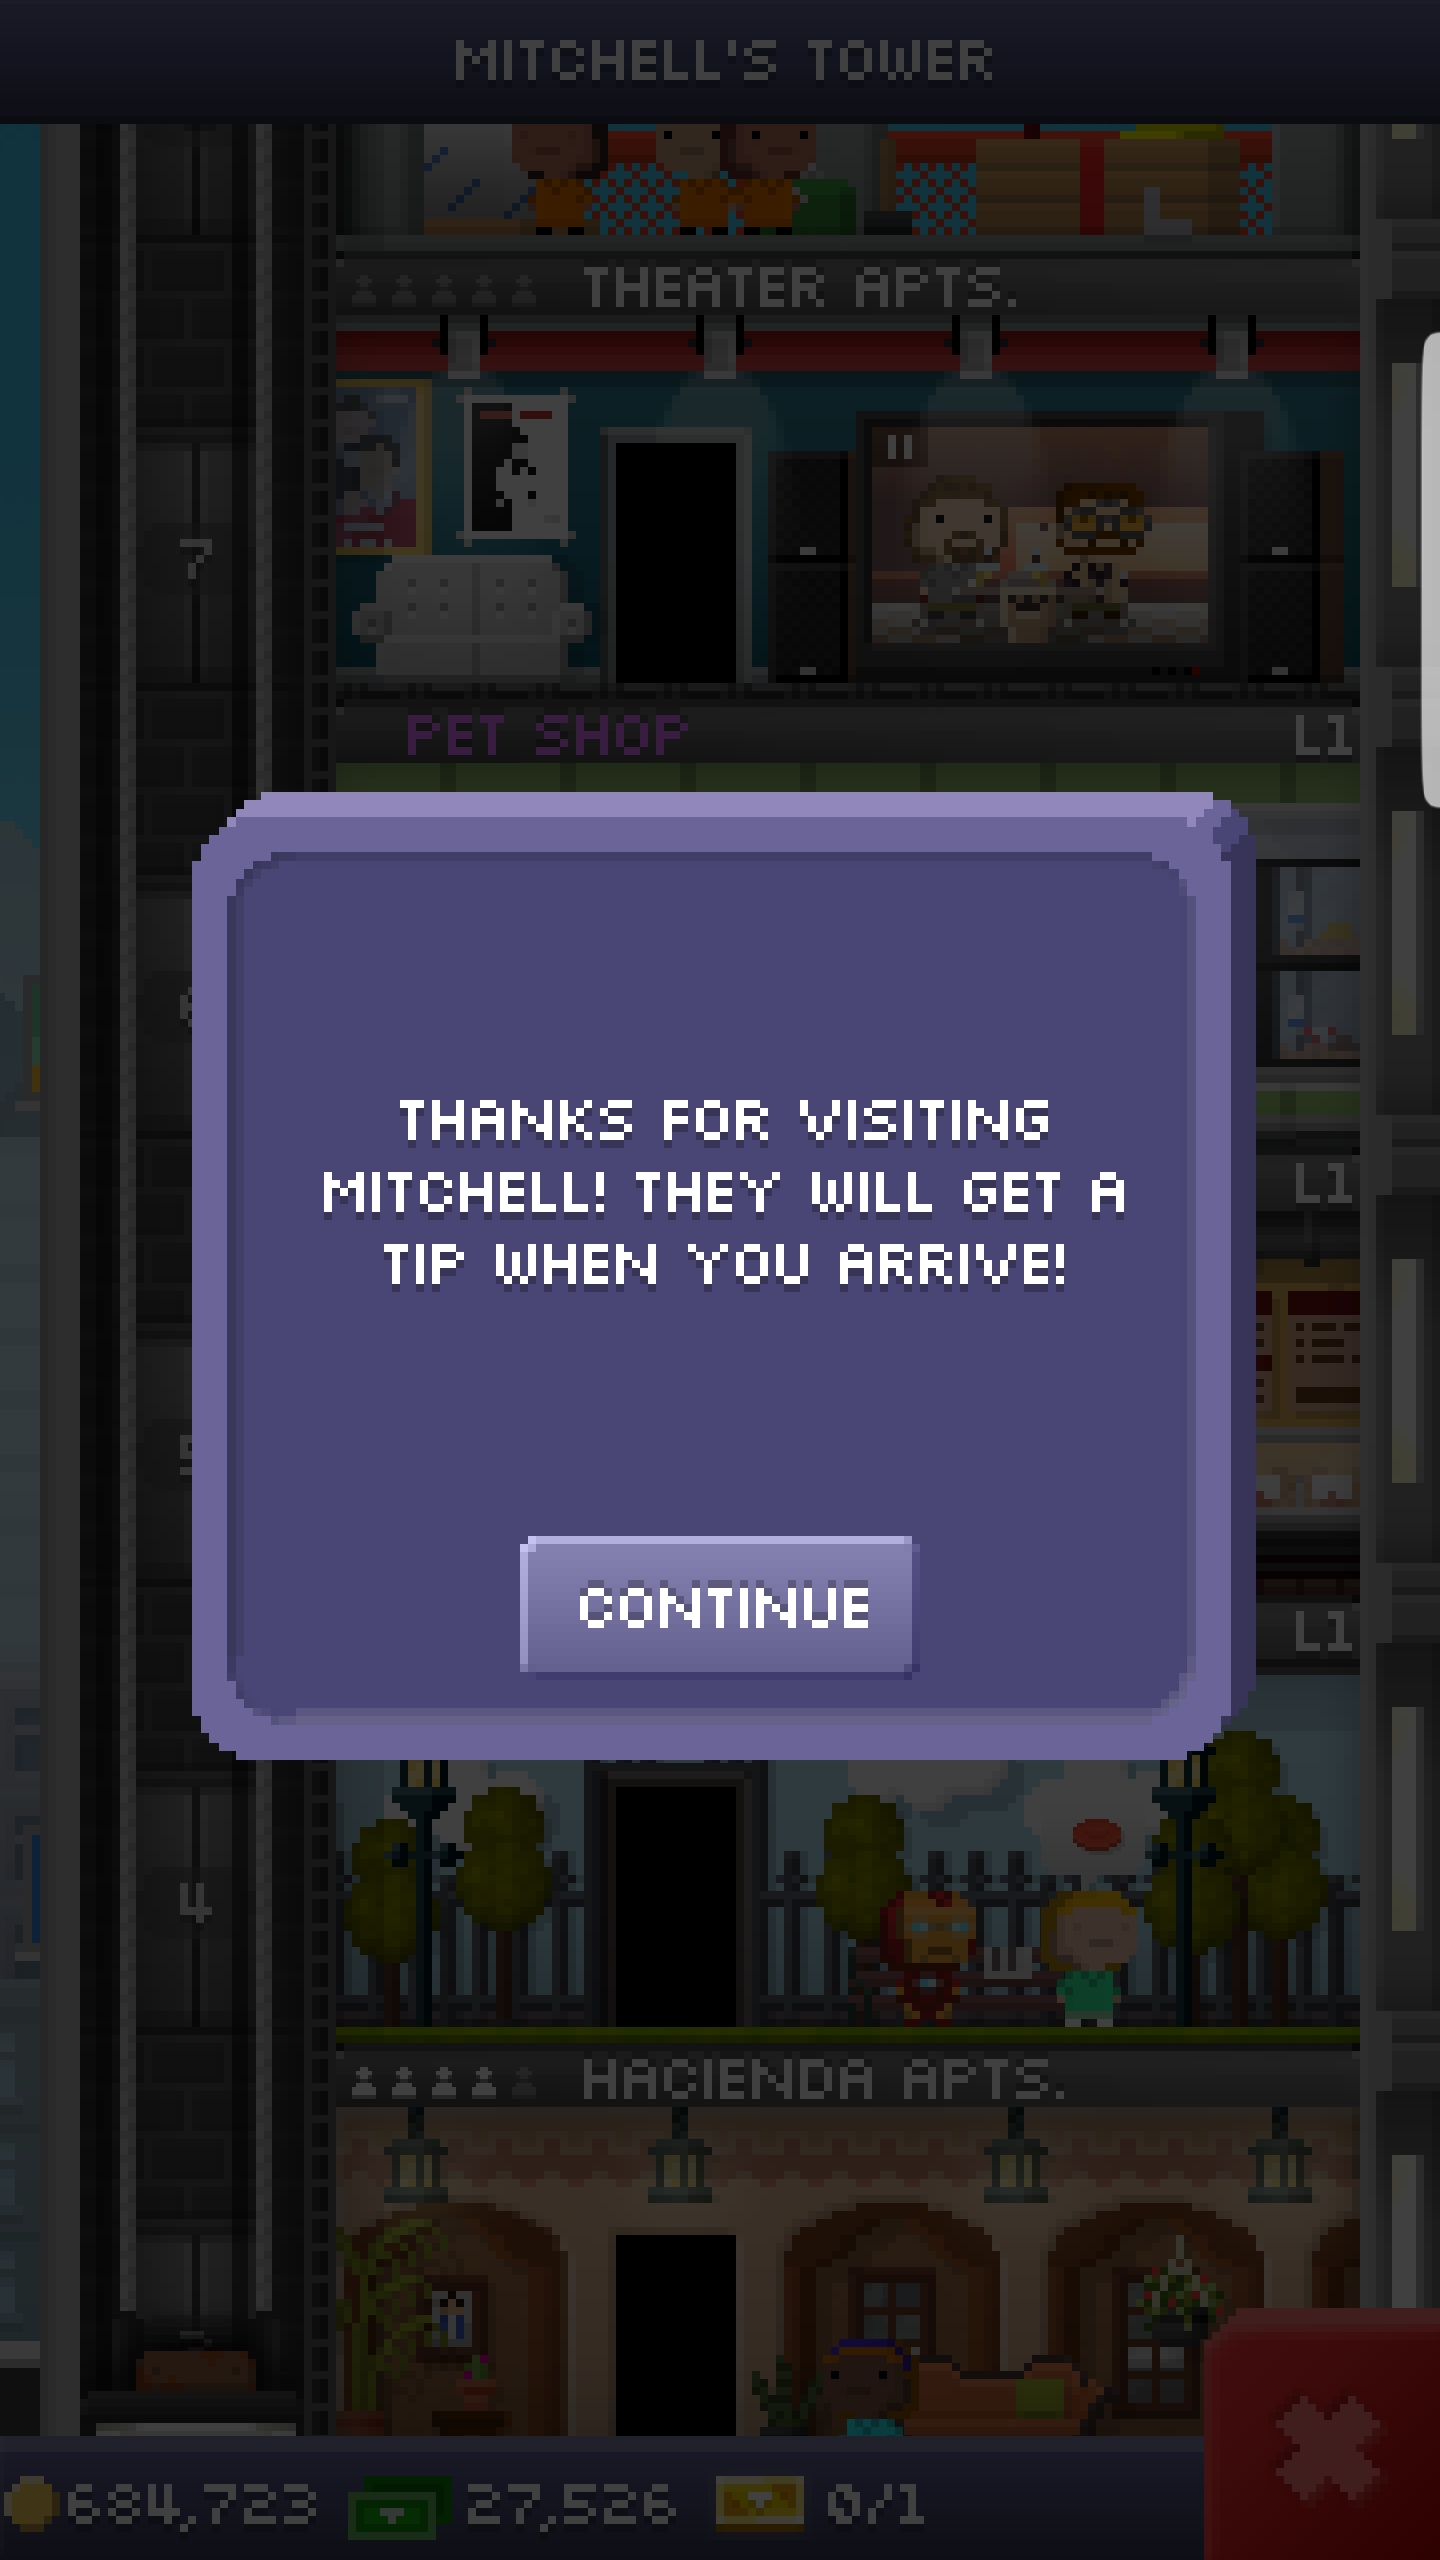 MITCHELL'S TOWER
THEATER APTS.
7
PET SHOP L1
L1
THANKS FOR VISITING
MITCHELL! THEY WILL GET A
TIP WHEN YOU ARRIVE!
CONTINUE
L1
4
HACIENDA APTS.
684,723 27,526 0/1